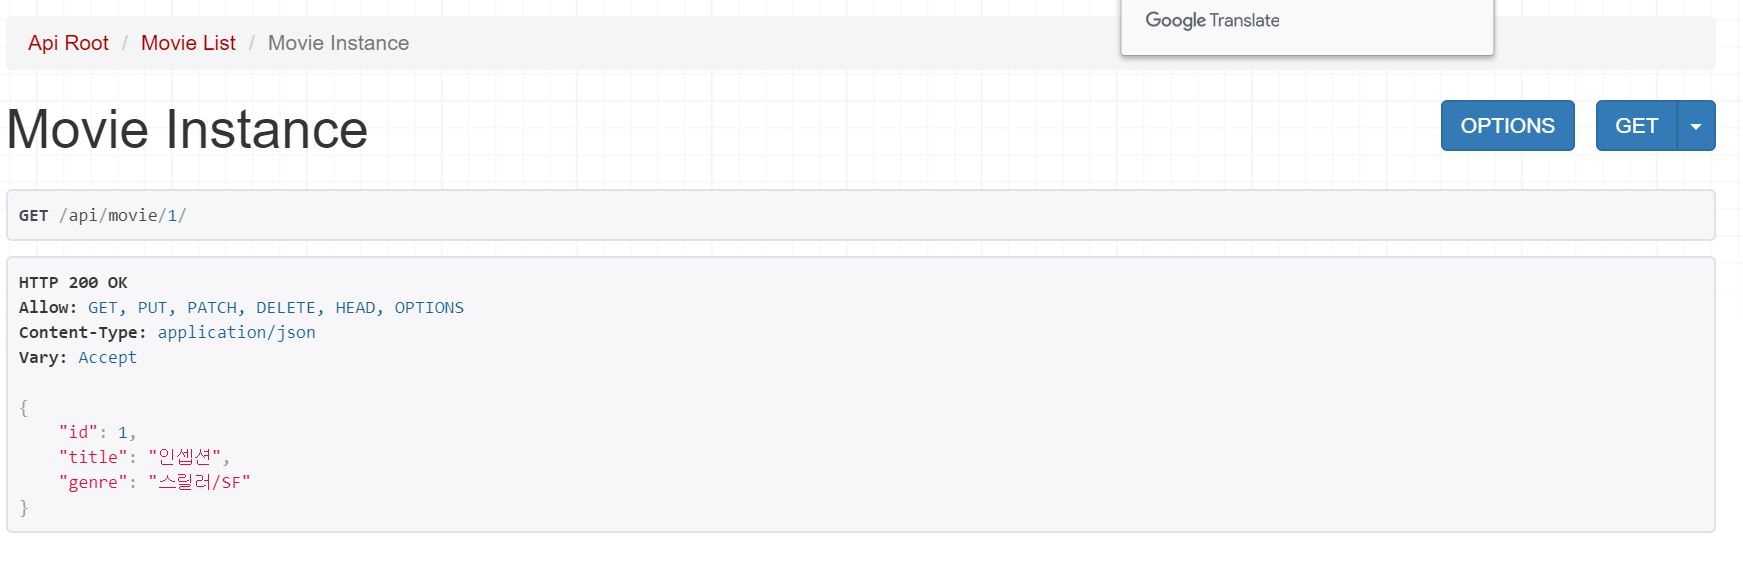 Google Translate
Api Root / Movie List / Movie Instance
Movie Instance
OPTIONS
GET
GET /api/movie/1/
HTTP 200 OK
Allow: GET, PUT, PATCH, DELETE, HEAD, OPTIONS
Content-Type: application/json
Vary: Accept
{
    "id": 1,
    "title": "인셉션",
    "genre": "스릴러/SF"
}